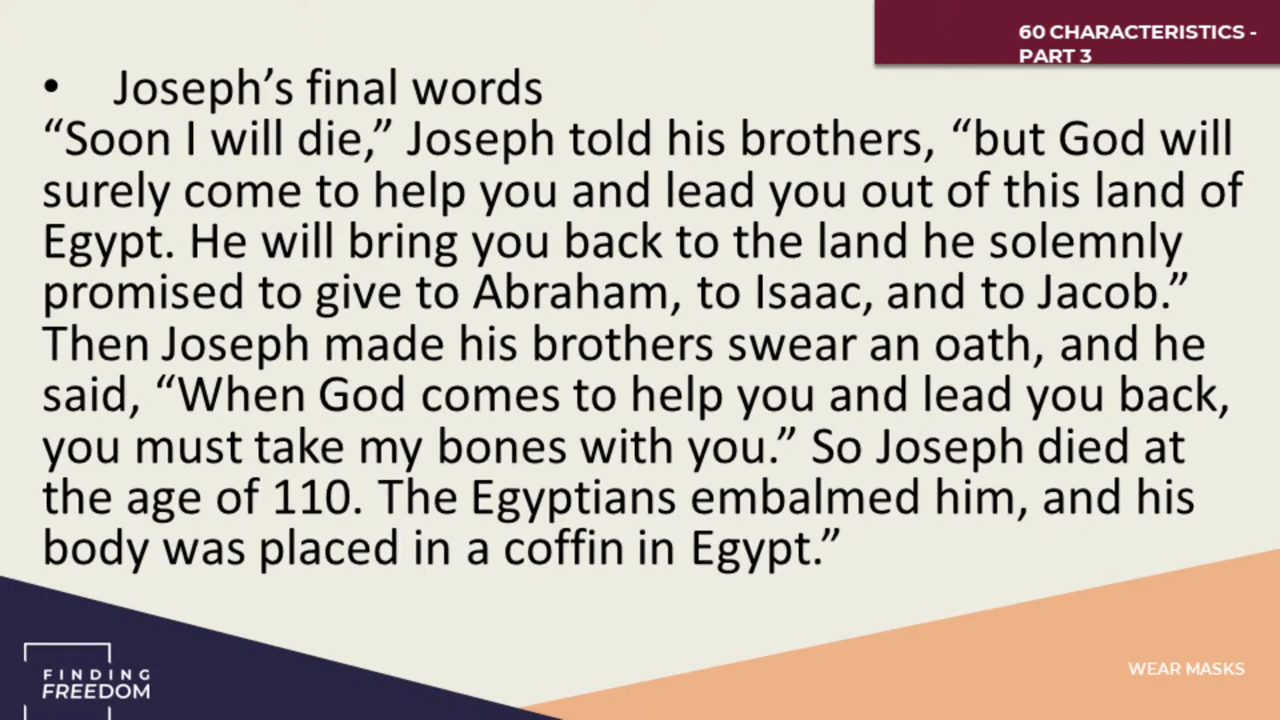 60 CHARACTERISTICS -
PART 3
• Joseph’s final words
“Soon I will die,” Joseph told his brothers, “but God will
surely come to help you and lead you out of this land of
Egypt. He will bring you back to the land he solemnly
promised to give to Abraham, to Isaac, and to Jacob.”
Then Joseph made his brothers swear an oath, and he
said, “When God comes to help you and lead you back,
you must take my bones with you.” So Joseph died at
the age of 110. The Egyptians embalmed him, and his
body was placed in a coffin in Egypt.”
FINDING
FREEDOM
WEAR MASKS